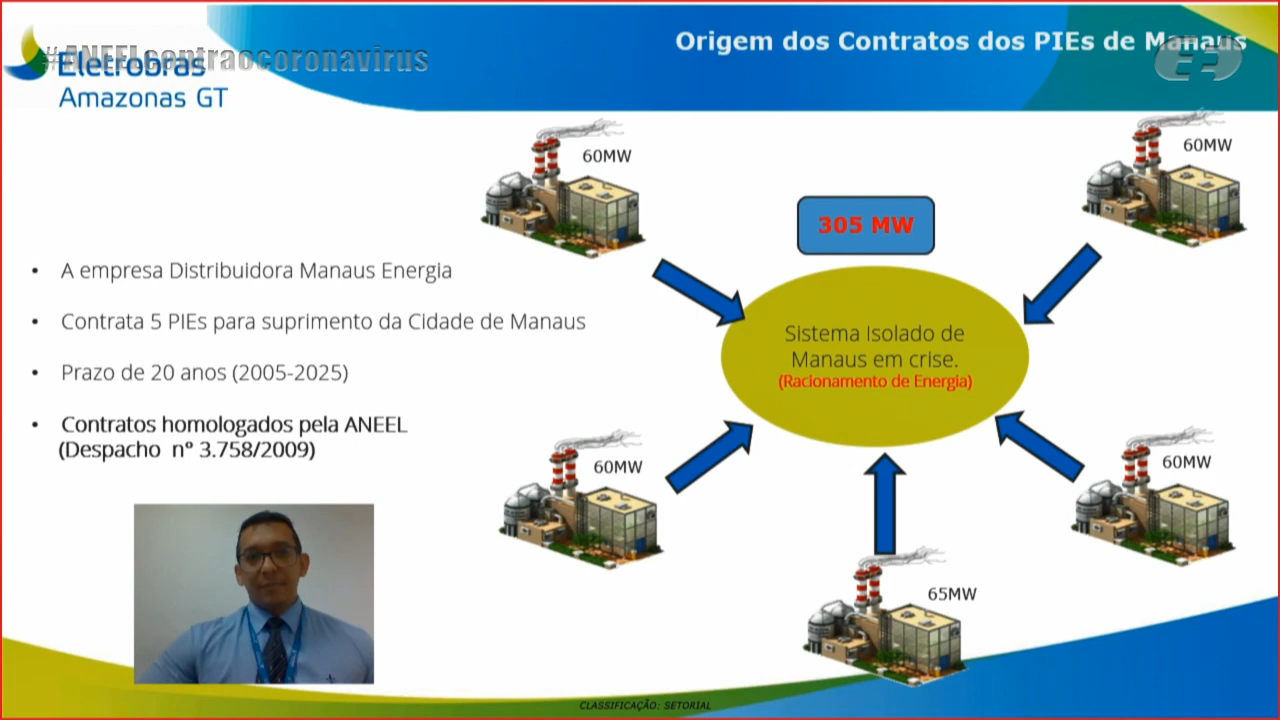 #ANEELcontraocoronavirus
Eletrobras
Amazonas GT
Origem dos Contratos dos PIEs de Manaus
60MW
60MW
305 MW
• A empresa Distribuidora Manaus Energia
• Contrata 5 PIEs para suprimento da Cidade de Manaus
• Prazo de 20 anos (2005-2025)
• Contratos homologados pela ANEEL
(Despacho nº 3.758/2009)
Sistema Isolado de
Manaus em crise.
(Racionamento de Energia)
60MW
60MW
65MW
CLASSIFICAÇÃO: SETORIAL